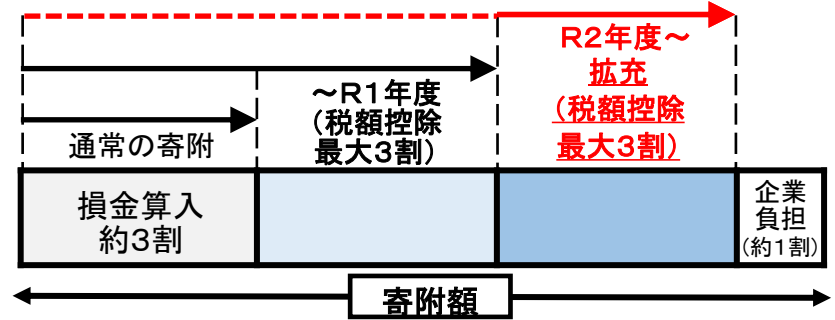 R2年度～
拡充
(税額控除
最大3割)
～R1年度
(税額控除
最大3割)
通常の寄附
損金算入
約3割
企業
負担
(約1割)
寄附額